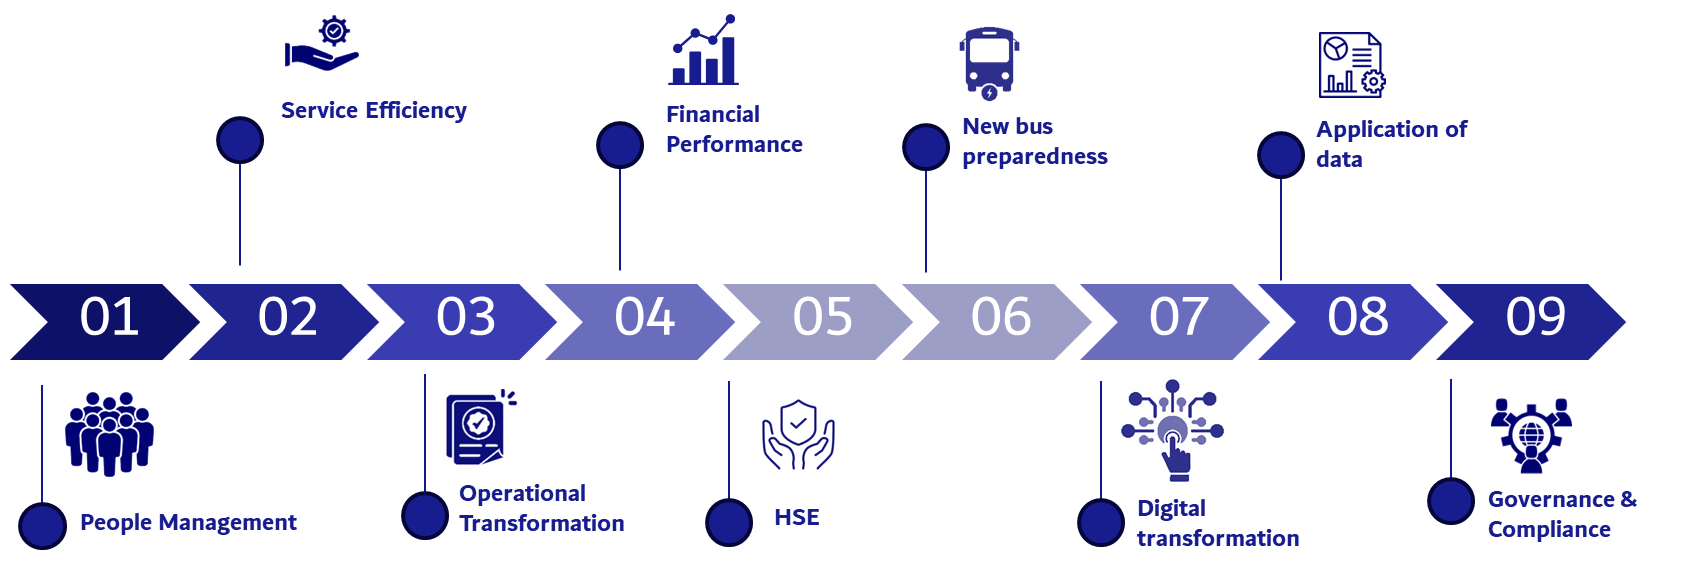 Service Efficiency
Financial
Performance
New bus
preparedness
Application of
data
01
02
03
04
05
06
07
08
09
People Management
Operational
Transformation
HSE
Digital
transformation
Governance &
Compliance